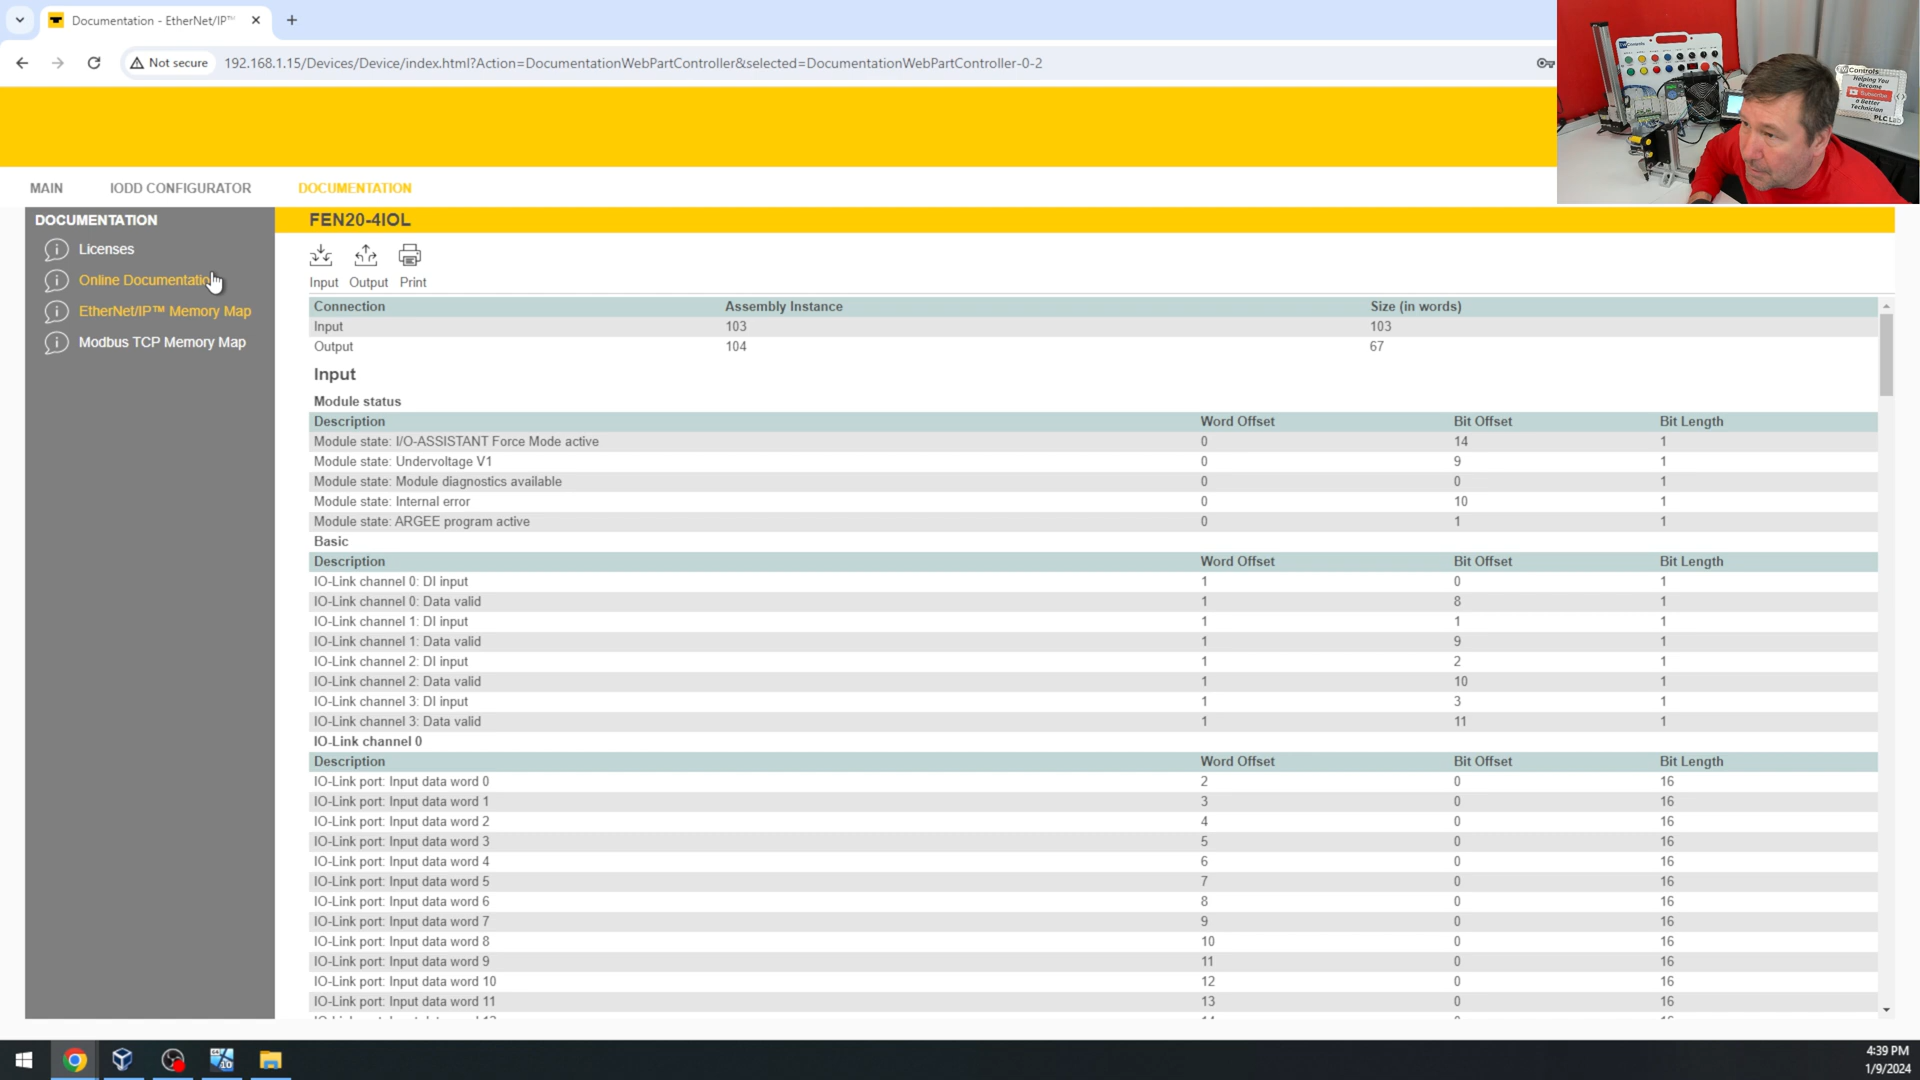 Documentation - EtherNet/IP™
Not secure
192.168.1.15/Devices/Device/index.html?Action=DocumentationWebPartController&selected=DocumentationWebPartController-0-2
Controls
Helping You
Become
Subscribe
a Better
Technician
PLC Lab
MAIN IODD CONFIGURATOR DOCUMENTATION
DOCUMENTATION
Licenses
Online Documentatio
EtherNet/IP™ Memory Map
Modbus TCP Memory Map
FEN20-4IOL
Input Output Print
Connection Assembly Instance Size (in words)
Input 103 103
Output 104 67
Input
Module status
Description Word Offset Bit Offset Bit Length
Module state: I/O-ASSISTANT Force Mode active 0 14 1
Module state: Undervoltage V1 0 9 1
Module state: Module diagnostics available 0 0 1
Module state: Internal error 0 10 1
Module state: ARGEE program active 0 1 1
Basic
Description Word Offset Bit Offset Bit Length
IO-Link channel 0: DI input 1 0 1
IO-Link channel 0: Data valid 1 8 1
IO-Link channel 1: DI input 1 1 1
IO-Link channel 1: Data valid 1 9 1
IO-Link channel 2: DI input 1 2 1
IO-Link channel 2: Data valid 1 10 1
IO-Link channel 3: DI input 1 3 1
IO-Link channel 3: Data valid 1 11 1
IO-Link channel 0
Description Word Offset Bit Offset Bit Length
IO-Link port: Input data word 0 2 0 16
IO-Link port: Input data word 1 3 0 16
IO-Link port: Input data word 2 4 0 16
IO-Link port: Input data word 3 5 0 16
IO-Link port: Input data word 4 6 0 16
IO-Link port: Input data word 5 7 0 16
IO-Link port: Input data word 6 8 0 16
IO-Link port: Input data word 7 9 0 16
IO-Link port: Input data word 8 10 0 16
IO-Link port: Input data word 9 11 0 16
IO-Link port: Input data word 10 12 0 16
IO-Link port: Input data word 11 13 0 16
4:39 PM
1/9/2024